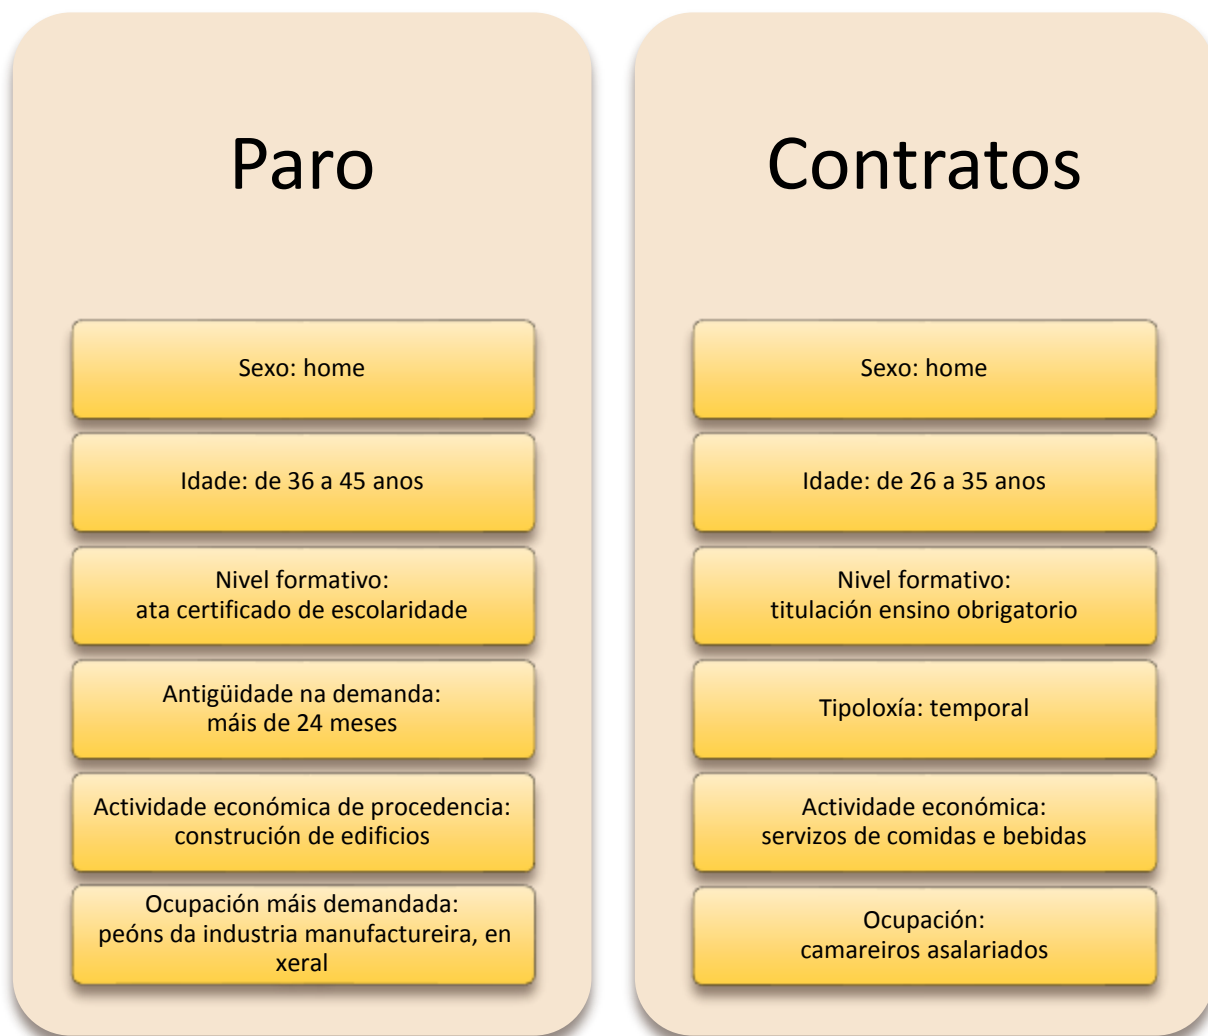 Paro
Sexo: home
Idade: de 36 a 45 anos
Nivel formativo:
ata certificado de escolaridade
Antigüidade na demanda:
máis de 24 meses
Actividade económica de procedencia:
construción de edificios
Ocupación máis demandada:
peóns da industria manufactureira, en
xeral
Contratos
Sexo: home
Idade: de 26 a 35 anos
Nivel formativo:
titulación ensino obrigatorio
Tipoloxía: temporal
Actividade económica:
servizos de comidas e bebidas
Ocupación:
camareiros asalariados